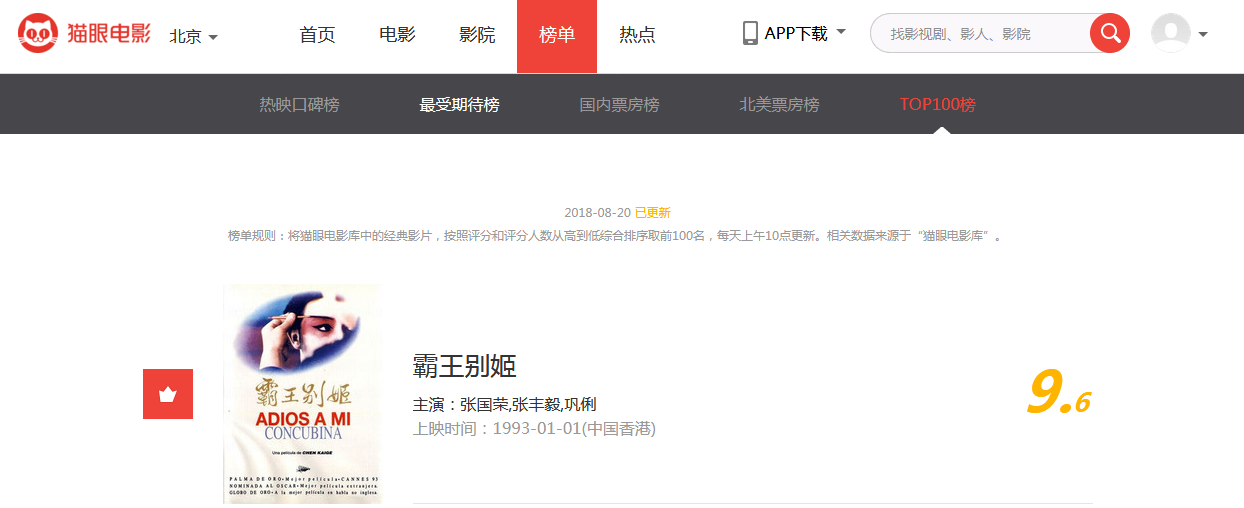 猫眼电影
北京
首页 电影 影院 榜单 热点
APP下载
找影视剧、影人、影院
热映口碑榜 最受期待榜 国内票房榜 北美票房榜 TOP100榜
2018-08-20 已更新
榜单规则：将猫眼电影库中的经典影片，按照评分和评分人数从高到低综合排序取前100名，每天上午10点更新。相关数据来源于“猫眼电影库”。
霸王别姬
ADIOS A MI
CONCUBINA
Una película de CHEN KAIGE
PALMA DE ORO•Mejor película•CANNES 93
NOMINADA AL OSCAR•Mejor película extranjera
GLOBO DE ORO•A la mejor película en habla no inglesa.
霸王别姬
主演：张国荣,张丰毅,巩俐
上映时间：1993-01-01(中国香港)
9.6